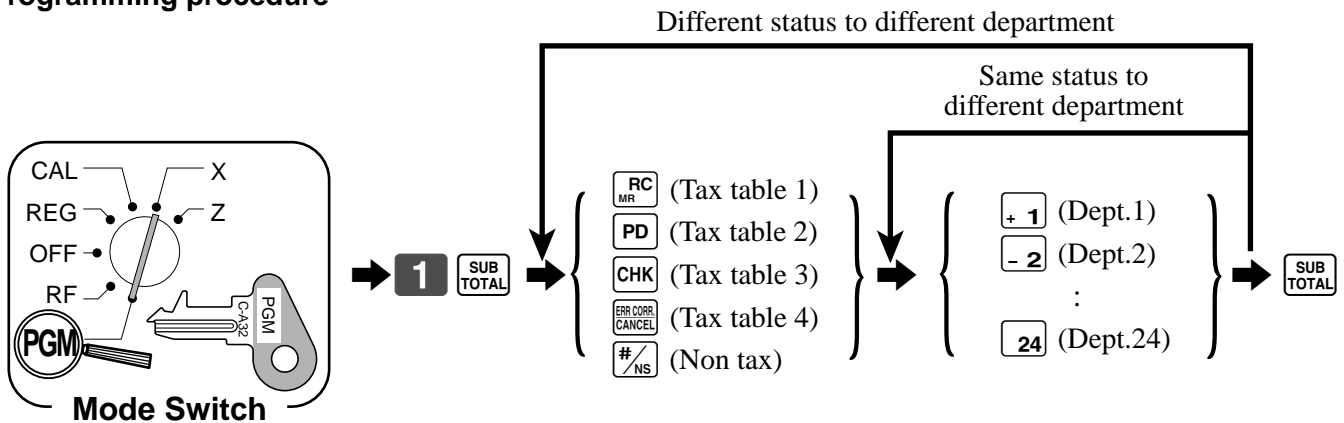 rogramming procedure
Different status to different department
Same status to
different department
CAL
X
REG
Z
OFF
RF
PGM
PGM
C-A32
Mode Switch
1
SUB
TOTAL
RC
MR
(Tax table 1)
PD (Tax table 2)
CHK (Tax table 3)
ERR CORR.
CANCEL
(Tax table 4)
#/NS (Non tax)
+ 1 (Dept.1)
- 2 (Dept.2)
:
24 (Dept.24)
SUB
TOTAL